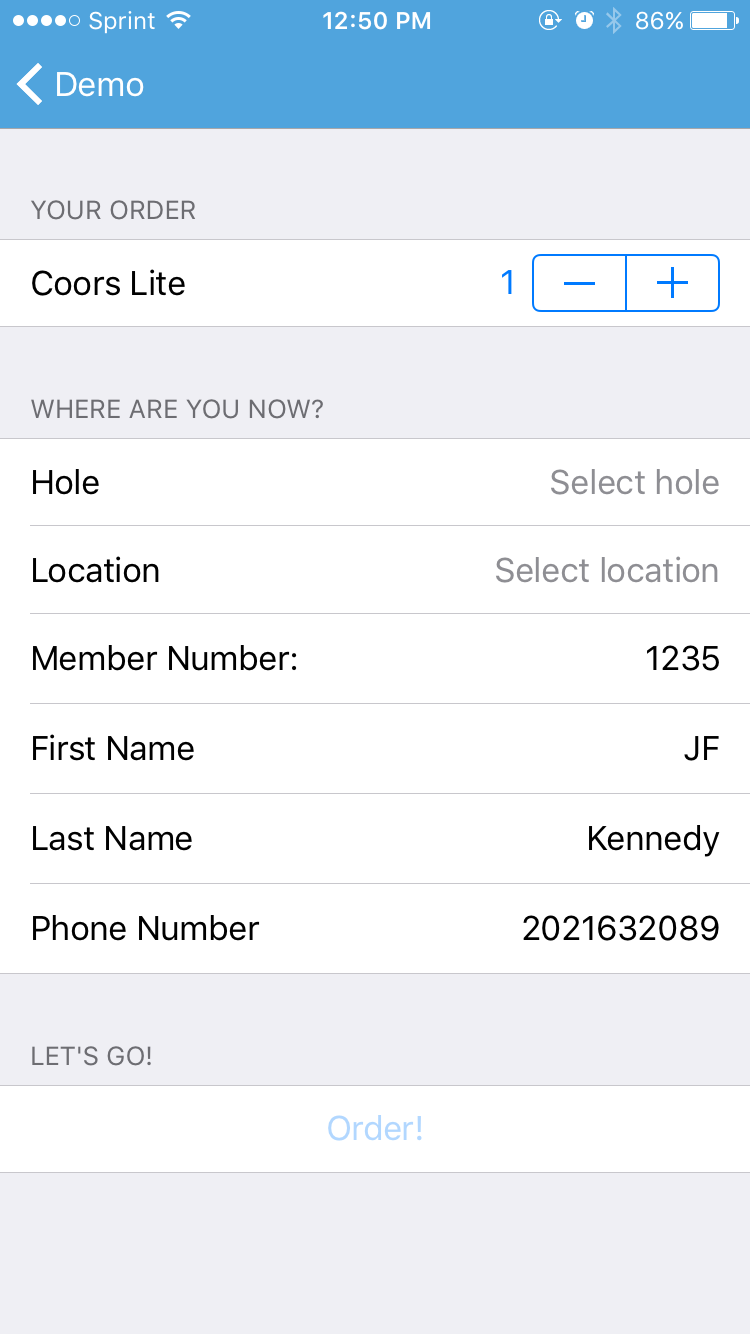 Sprint 12:50 PM 86%
Demo
YOUR ORDER
Coors Lite 1
WHERE ARE YOU NOW?
Hole Select hole
Location Select location
Member Number: 1235
First Name JF
Last Name Kennedy
Phone Number 2021632089
LET'S GO!
Order!